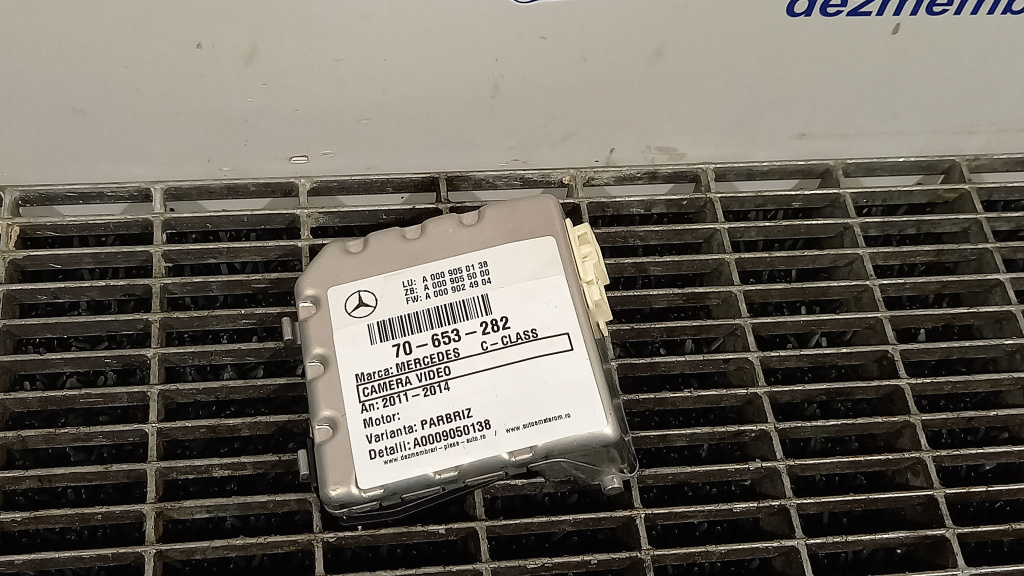 dezmemb
LU: A 000 905 01 38
ZB: A 000 905 50 00
FW: A 000 902 49 04
70-653-282
Marca: MERCEDES C-CLASS
CAMERA VIDEO
An: 2011-2014
Motor:
Varianta: PARBRIZ
Detalii: A0009050138
www.dezmembrari-piese-auto.ro / www.autoematerom.ro